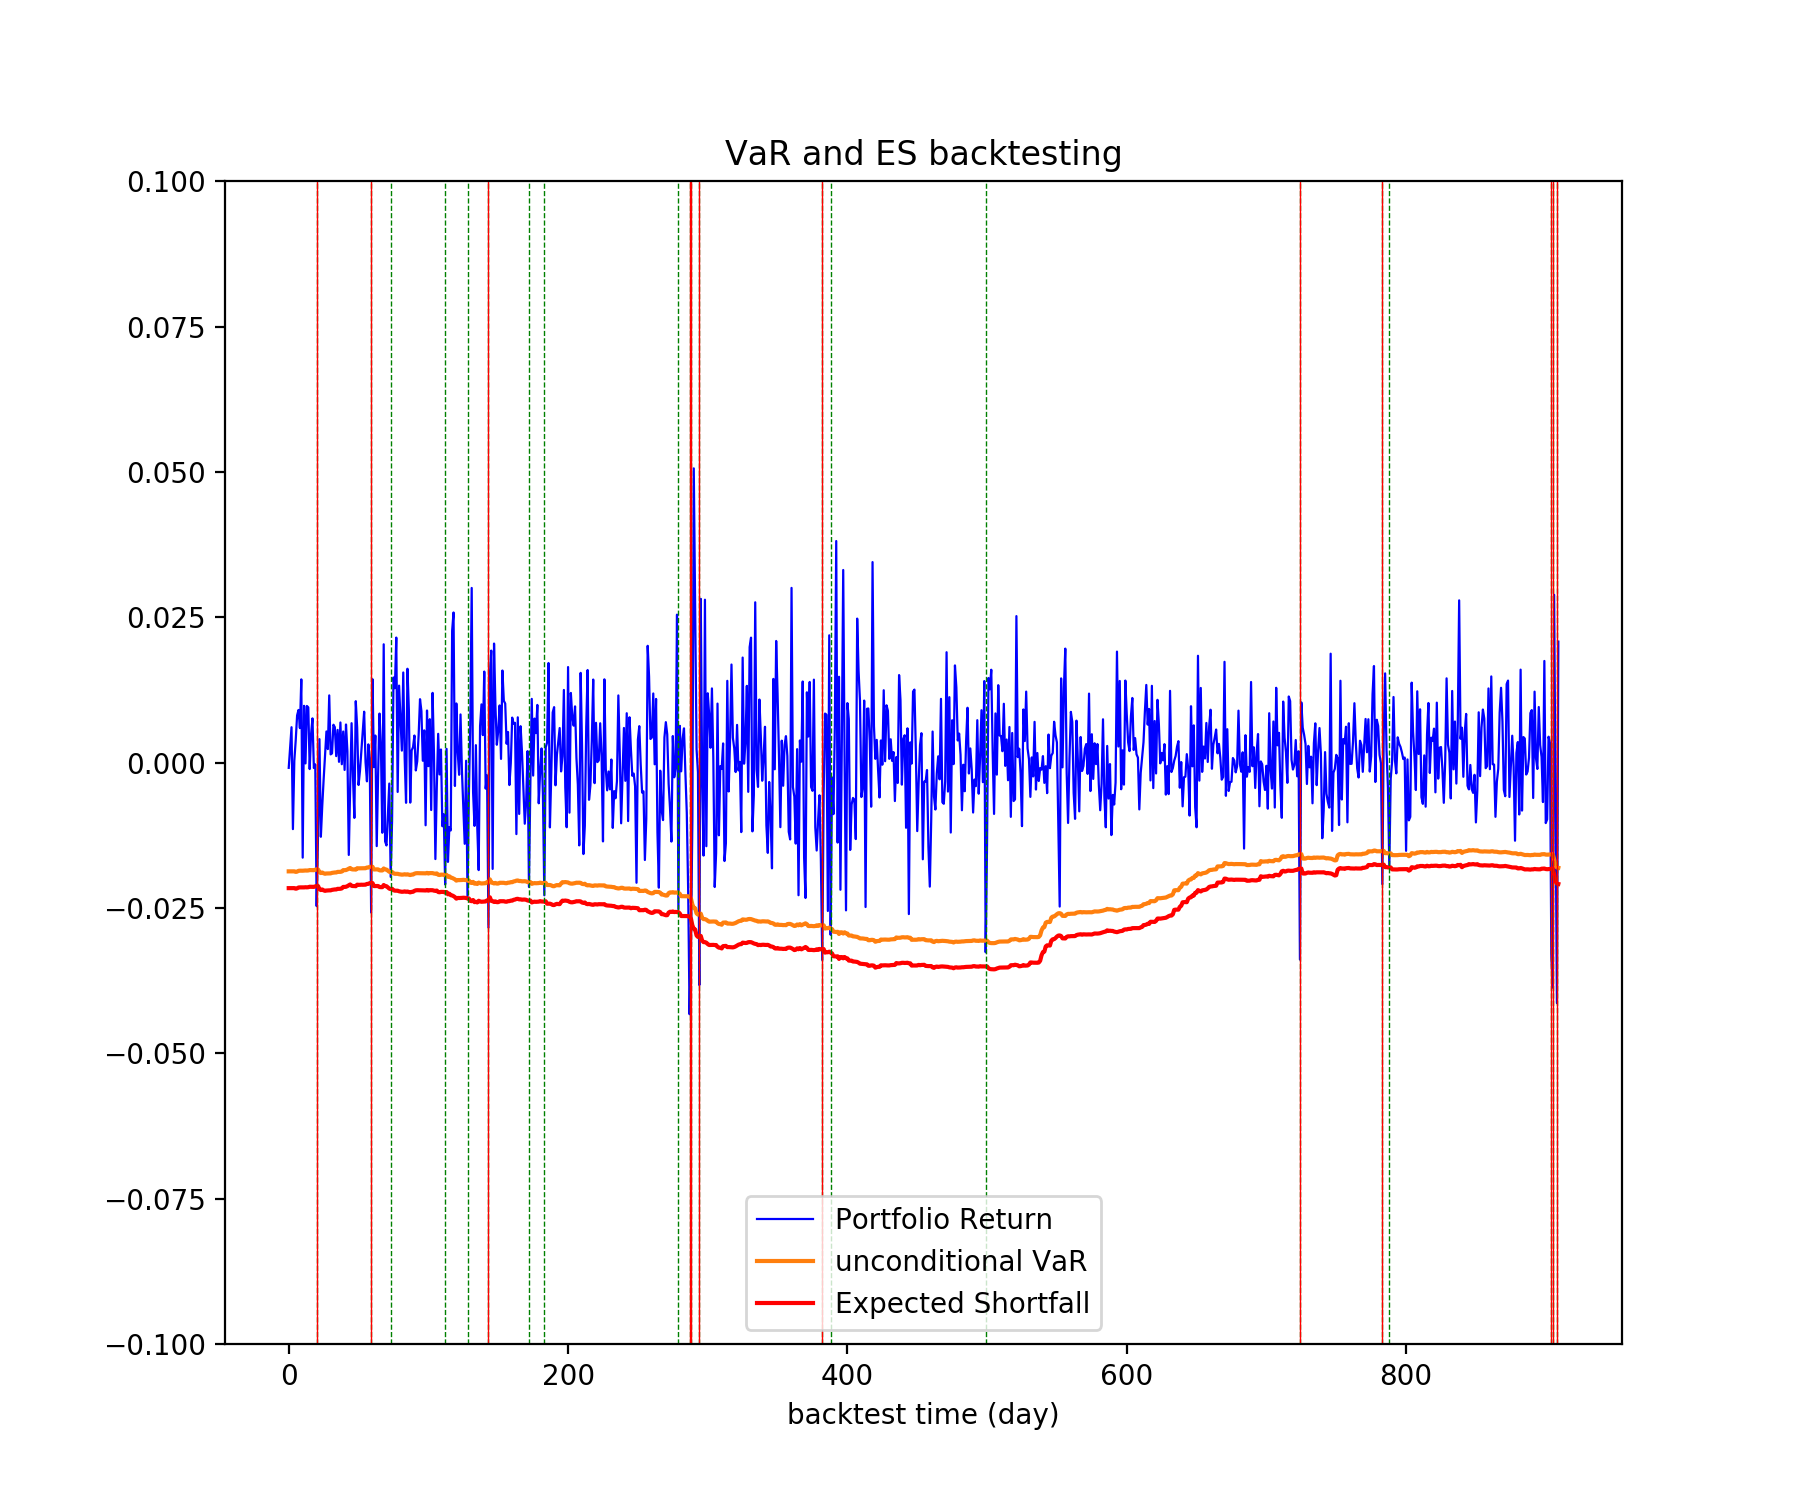 VaR and ES backtesting
0.100
0.075
0.050
0.025
0.000
−0.025
−0.050
−0.075
−0.100
Portfolio Return
unconditional VaR
Expected Shortfall
0 200 400 600 800
backtest time (day)